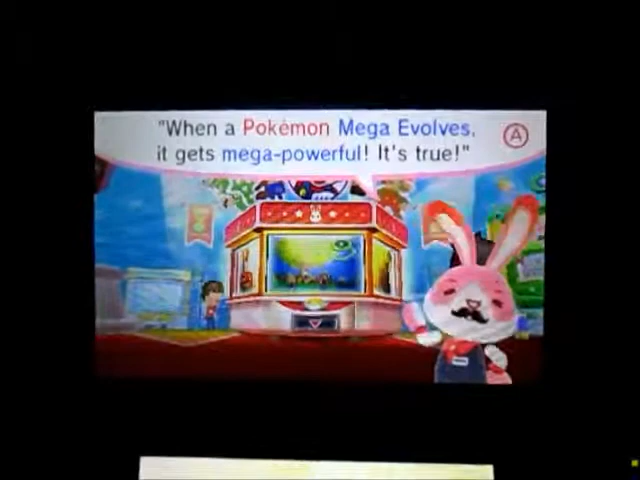 "When a Pokémon Mega Evolves,
it gets mega-powerful! It's true!"
A